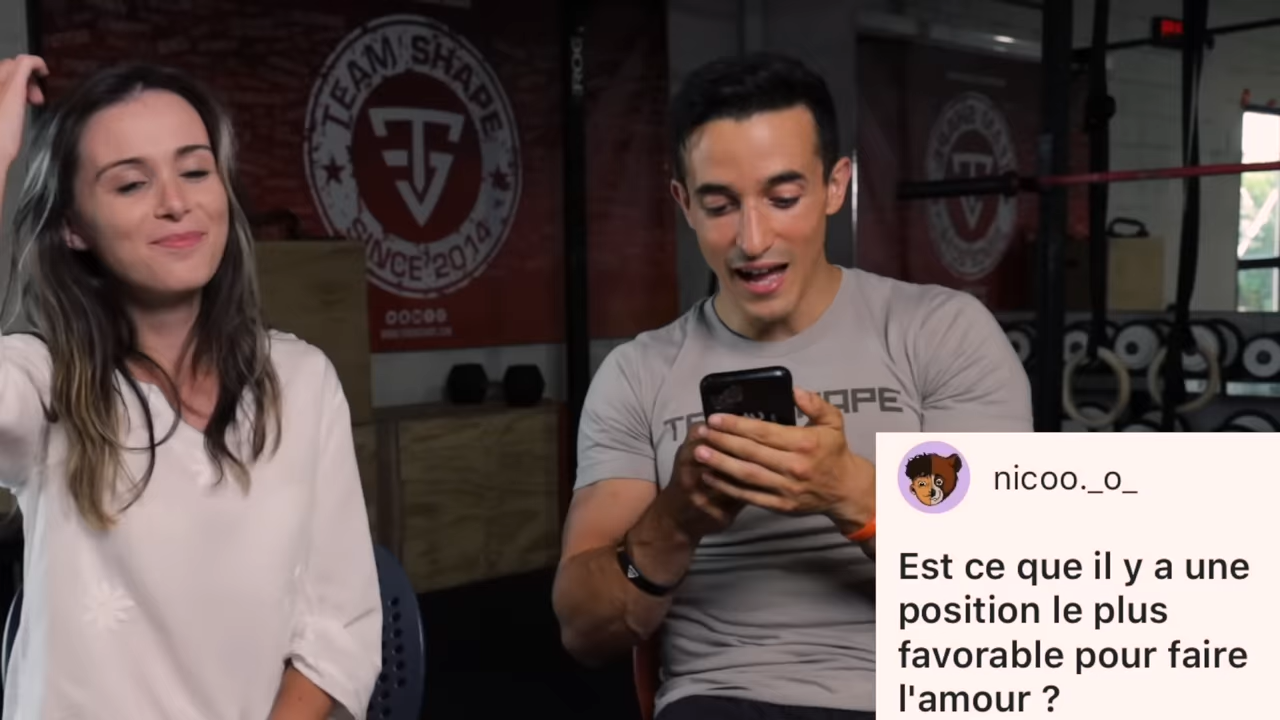 TEAM SHAPE
SINCE 2014
nicoo._o_
Est ce que il y a une
position le plus
favorable pour faire
l'amour ?